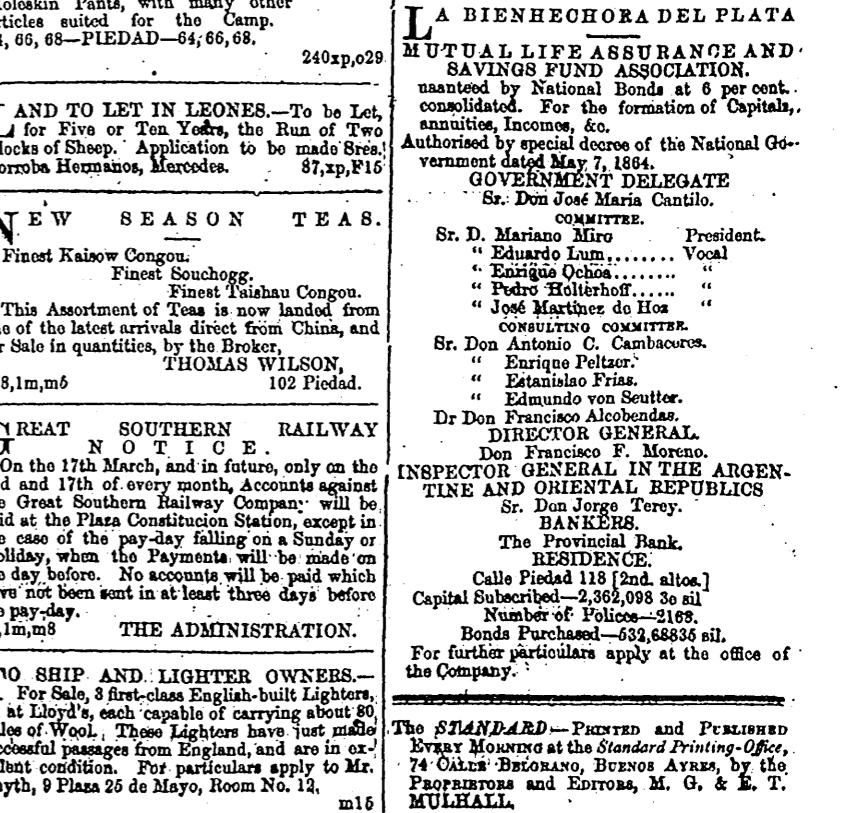 Moleskin Pants, with many other
articles suited for the Camp.
66, 68—PIEDAD—64, 66, 68.
240xp,o29
AND TO LET IN LEONES.—To be Let,
for Five or Ten Years, the Run of Two
locks of Sheep. Application to be made Sres.
Hermanos, Mercedes. 87,xp,F15
NEW SEASON TEAS.
Finest Kaisow Congou.
Finest Souchogg.
Finest Taishau Congou.
This Assortment of Teas is now landed from
of the latest arrivals direct from China, and
Sale in quantities, by the Broker,
THOMAS WILSON,
8,1m,m5 102 Piedad.
REAT SOUTHERN RAILWAY
NOTICE.
On the 17th March, and in future, only on the
d and 17th of every month, Accounts against
e Great Southern Railway Company will be
id at the Plaza Constitucion Station, except in
e case of the pay-day falling on a Sunday or
oliday, when the Payments will be made on
e day before. No accounts will be paid which
ve not been sent in at least three days before
e pay-day.
,1m,m8 THE ADMINISTRATION.
TO SHIP AND LIGHTER OWNERS.—
For Sale, 3 first-class English-built Lighters,
at Lloyd's, each capable of carrying about 80
les of Wool. These Lighters have just made
ccessful passages from England, and are in ex-
llent condition. For particulars apply to Mr.
yth, 9 Plaza 25 de Mayo, Room No. 12,
m15
LA BIENHECHORA DEL PLATA
MUTUAL LIFE ASSURANCE AND
SAVINGS FUND ASSOCIATION.
uaanteed by National Bonds at 6 per cent.
consolidated. For the formation of Capitals,
annuities, Incomes, &c.
Authorised by special decree of the National Go-
vernment dated May 7, 1864.
GOVERNMENT DELEGATE
Sr. Don José Maria Cantilo.
COMMITTEE.
Sr. D. Mariano Miro President.
" Eduardo Lum........ Vocal
" Enrique Ochoa........ "
" Pedro Holterhoff...... "
" José Martinez de Hoz "
CONSULTING COMMITTEE.
Sr. Don Antonio C. Cambaceres.
" Enrique Peltzer.
" Estanislao Frias.
" Edmundo von Seutter.
Dr Don Francisco Alcobendas.
DIRECTOR GENERAL.
Don Francisco F. Moreno.
INSPECTOR GENERAL IN THE ARGEN-
TINE AND ORIENTAL REPUBLICS
Sr. Don Jorge Terey.
BANKERS.
The Provincial Bank.
RESIDENCE.
Calle Piedad 118 [2nd. altos.]
Capital Subscribed—2,362,098 3o sil
Number of Polices—2168.
Bonds Purchased—532,68835 sil.
For further particulars apply at the office of
the Company.
The STANDARD.—PRINTED and PUBLISHED
EVERY MORNING at the Standard Printing-Office,
74 CALLE BELGRANO, BUENOS AYRES, by the
PROPRIETORS and EDITORS, M. G. & E. T.
MULHALL.